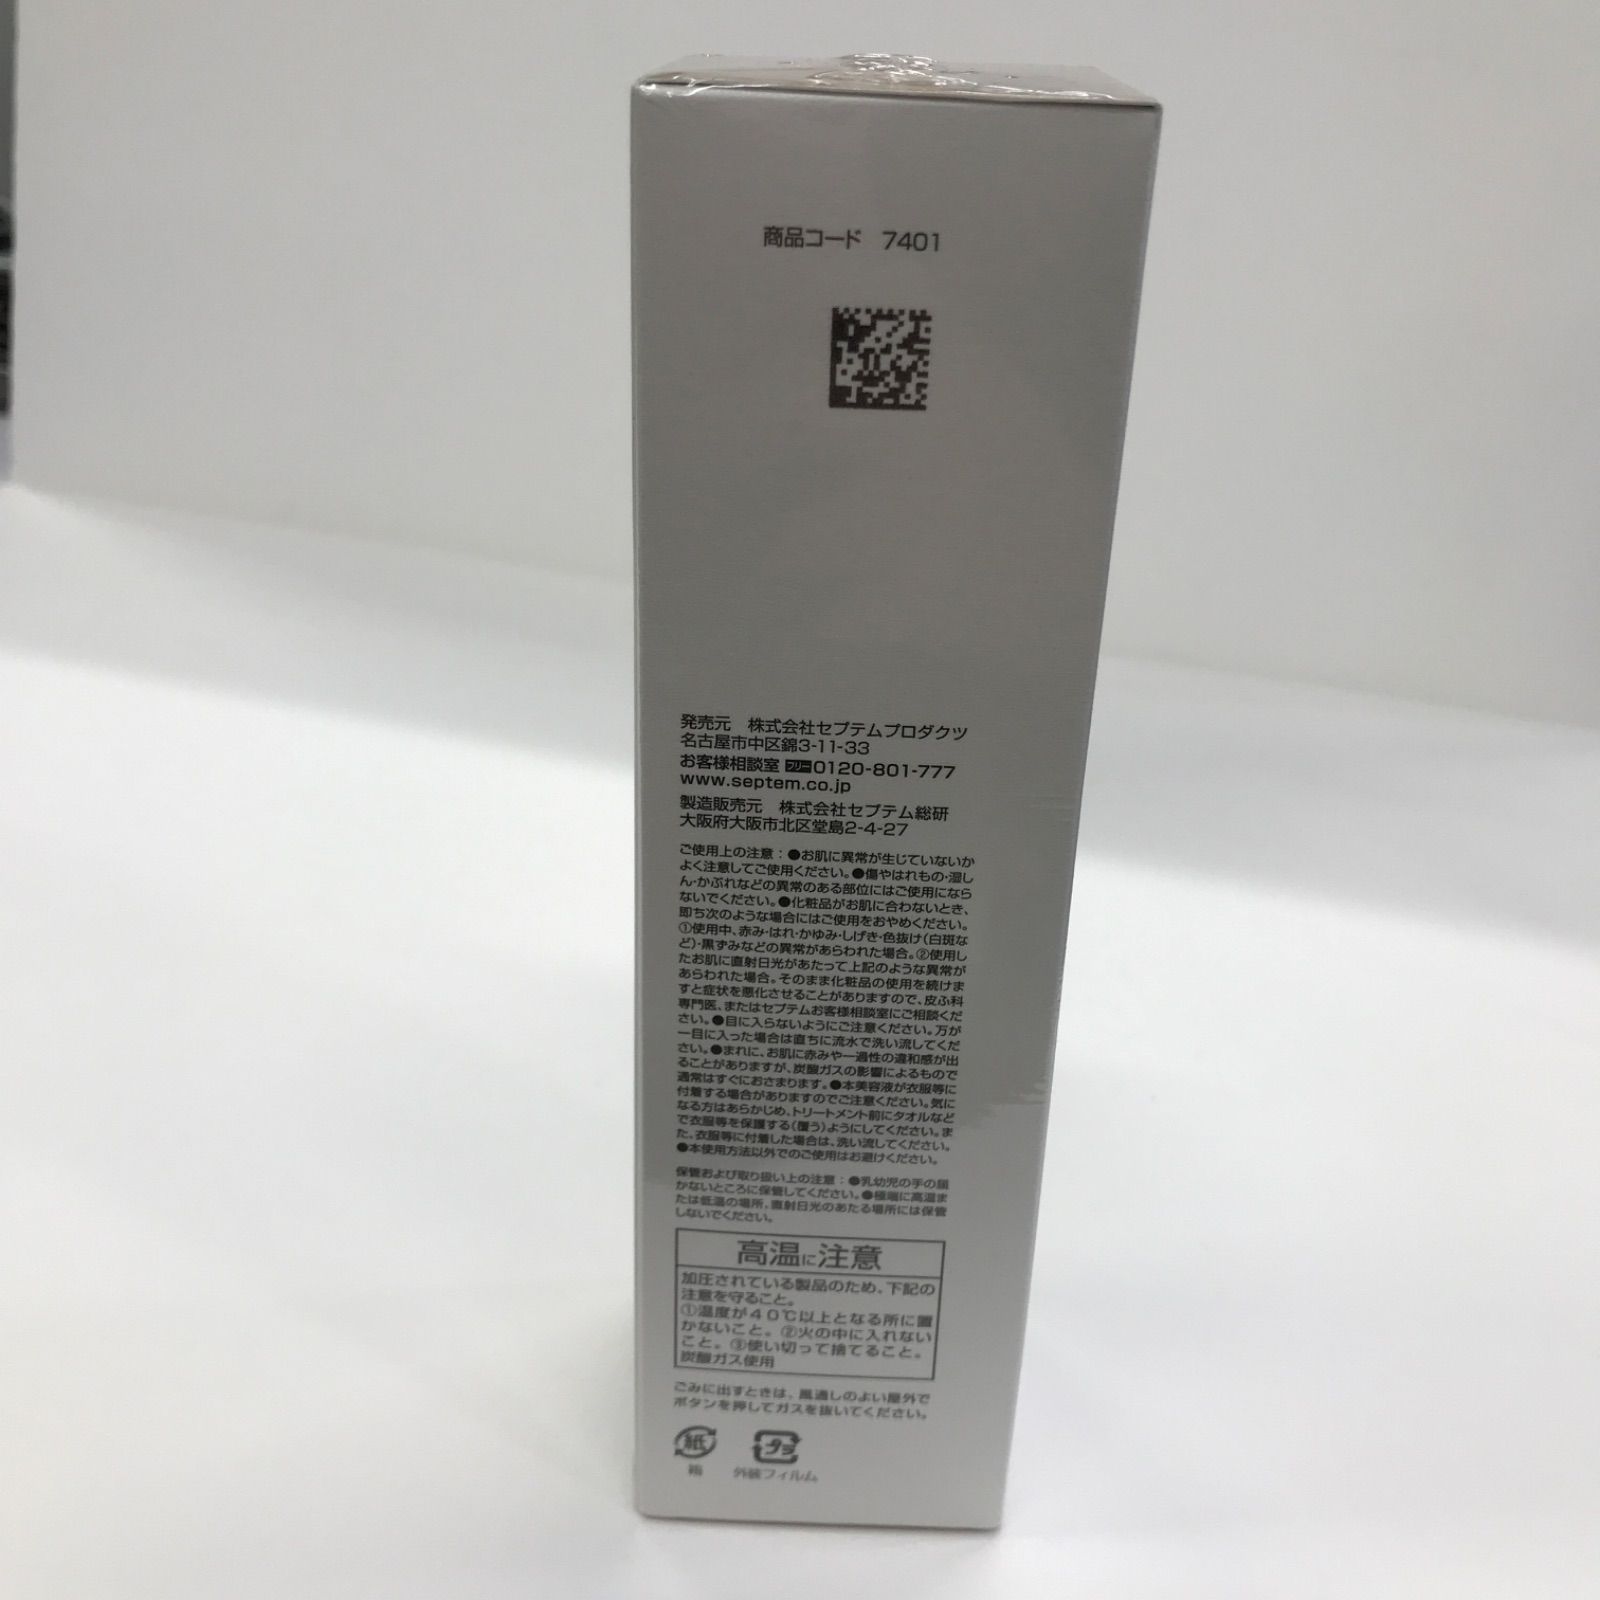 商品コード 7401
発売元 株式会社セプテムプロダクツ
名古屋市中区錦3-11-33
お客様相談室 フリー 0120-801-777
www.septem.co.jp
製造販売元 株式会社セプテム総研
大阪府大阪市北区堂島2-4-27
ご使用上の注意：●お肌に異常が生じていないか
よく注意してご使用ください。●傷やはれもの・湿し
ん・かぶれなどの異常のある部位にはご使用になら
ないでください。●化粧品がお肌に合わないとき、
即ち次のような場合にはご使用をおやめください。
①使用中、赤み・はれ・かゆみ・しげき・色抜け（白斑な
ど）・黒ずみなどの異常があらわれた場合。②使用し
たお肌に直射日光があたって上記のような異常が
あらわれた場合。そのまま化粧品の使用を続けま
すと症状を悪化させることがありますので、皮ふ科
専門医、またはセプテムお客様相談室にご相談くだ
さい。●目に入らないようにご注意ください。万が
一目に入った場合は直ちに流水で洗い流してくだ
さい。●まれに、お肌に赤みや一過性の違和感が出
ることがありますが、炭酸ガスの影響によるもので
通常はすぐにおさまります。●本美容液が衣服等に
付着する場合がありますのでご注意ください。気に
なる方はあらかじめ、トリートメント前にタオルなど
で衣服等を保護する（覆う）ようにしてください。ま
た、衣服等に付着した場合は、洗い流してください。
●本使用方法以外でのご使用はお避けください。
保管および取り扱い上の注意：●乳幼児の手の届
かないところに保管してください。●極端に高温ま
たは低温の場所、直射日光のあたる場所には保管
しないでください。
高温に注意
加圧されている製品のため、下記の
注意を守ること。
①温度が４０℃以上となる所に置
かないこと。②火の中に入れない
こと。③使い切って捨てること。
炭酸ガス使用
ごみに出すときは、風通しのよい屋外で
ボタンを押してガスを抜いてください。
紙 プラ
箱 外装フィルム